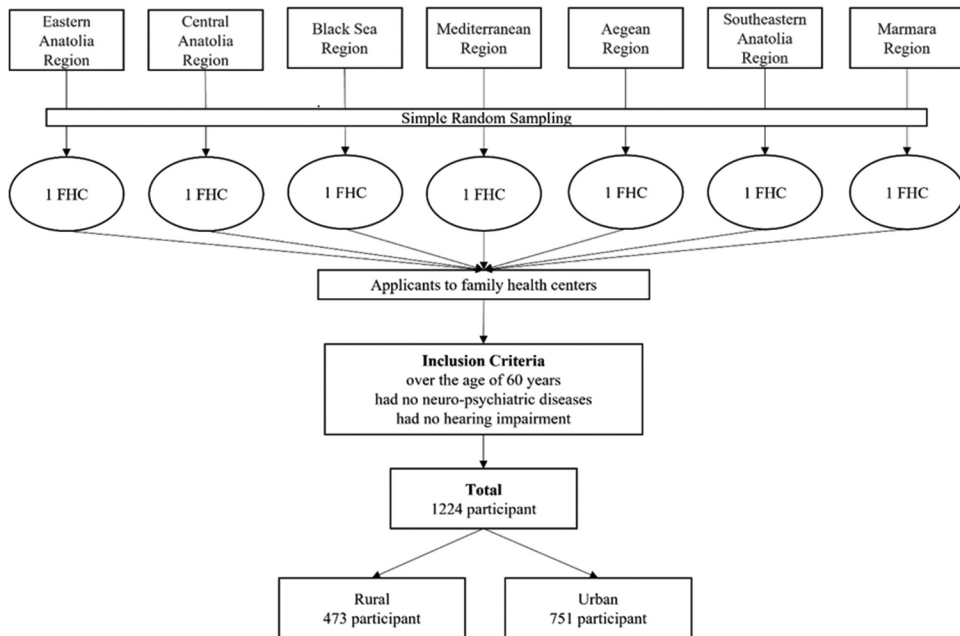 Eastern
Anatolia
Region
Central
Anatolia
Region
Black Sea
Region
Mediterranean
Region
Aegean
Region
Southeastern
Anatolia
Region
Marmara
Region
Simple Random Sampling
1 FHC
1 FHC
1 FHC
1 FHC
1 FHC
1 FHC
1 FHC
Applicants to family health centers
Inclusion Criteria
over the age of 60 years
had no neuro-psychiatric diseases
had no hearing impairment
Total
1224 participant
Rural
473 participant
Urban
751 participant